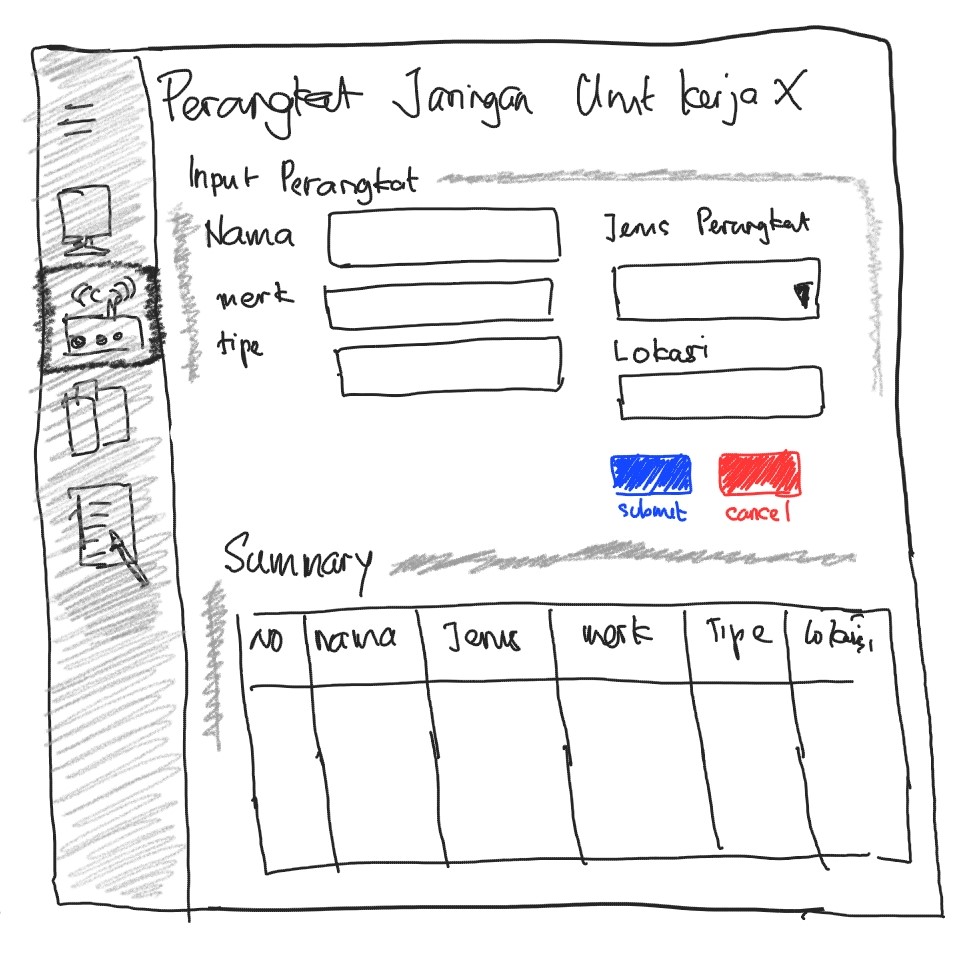 Perangkat Jaringan Unit kerja X
Input Perangkat
Nama
merk
tipe
Jenis Perangkat
Lokasi
submit
cancel
Summary
No nama Jenis merk Tipe Lokasi